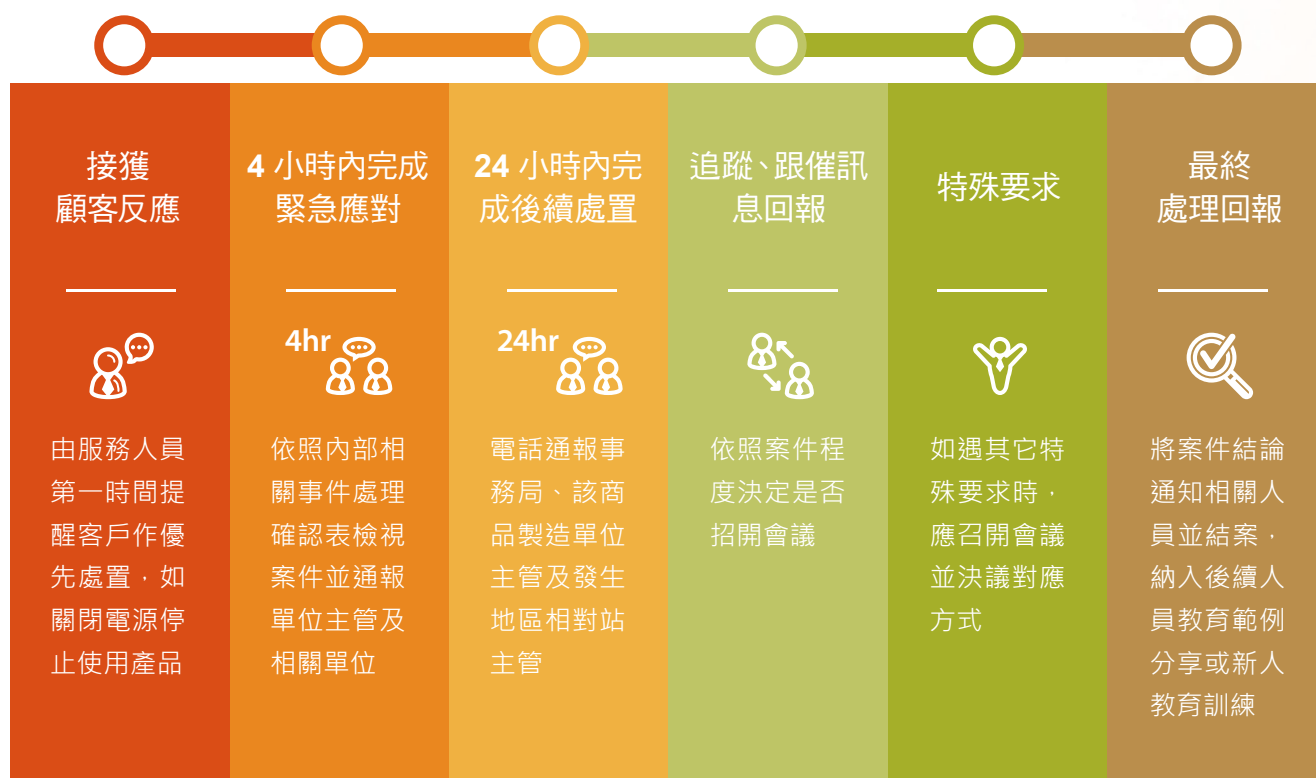 接獲
顧客反應
由服務人員
第一時間提
醒客戶作優
先處置，如
關閉電源停
止使用產品
4 小時內完成
緊急應對
4hr
依照內部相
關事件處理
確認表檢視
案件並通報
單位主管及
相關單位
24 小時內完
成後續處置
24hr
電話通報事
務局、該商
品製造單位
主管及發生
地區相對站
主管
追蹤、跟催訊
息回報
依照案件程
度決定是否
招開會議
特殊要求
如遇其它特
殊要求時，
應召開會議
並決議對應
方式
最終
處理回報
將案件結論
通知相關人
員並結案，
納入後續人
員教育範例
分享或新人
教育訓練